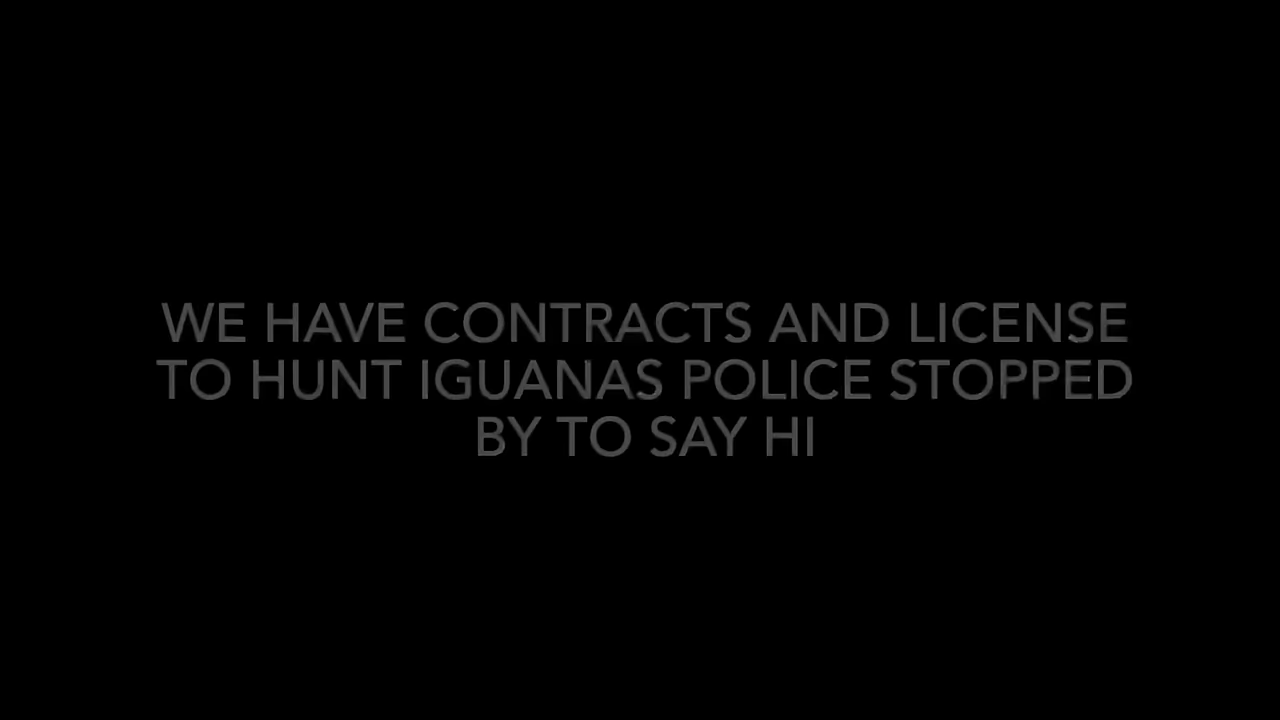 WE HAVE CONTRACTS AND LICENSE
TO HUNT IGUANAS POLICE STOPPED
BY TO SAY HI